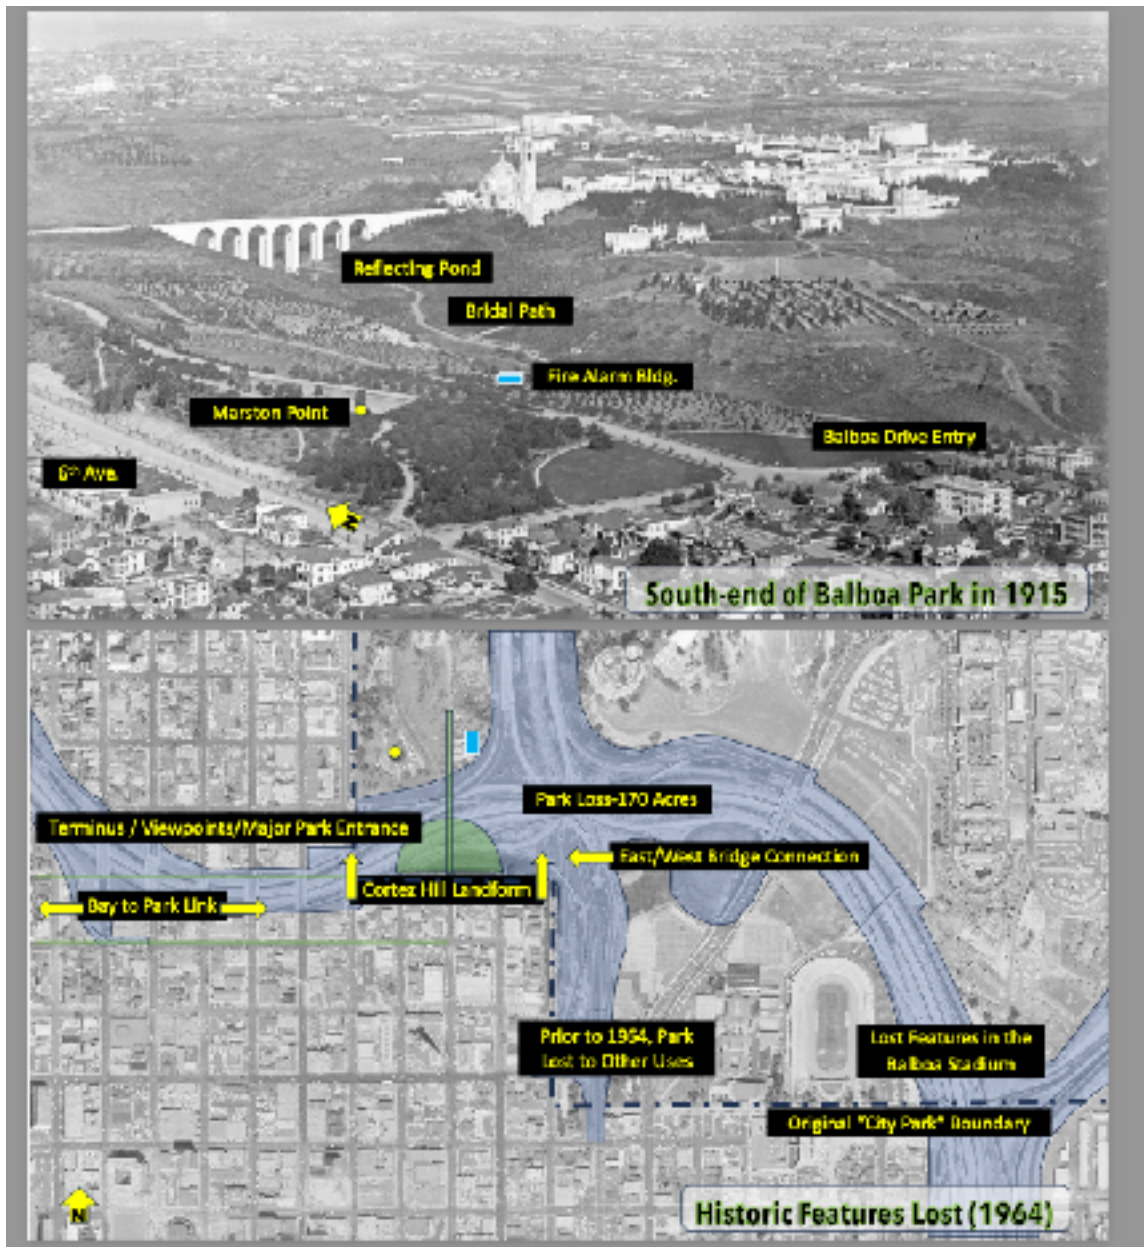 Reflecting Pond
Bridal Path
Fire Alarm Bldg.
Marston Point
Balboa Drive Entry
6th Ave.
N
South-end of Balboa Park in 1915
Park Loss-170 Acres
Terminus / Viewpoints/Major Park Entrance
East/West Bridge Connection
Cortez Hill Landform
Bay to Park Link
Prior to 1964, Park
Lost to Other Uses
Lost Features in the
Balboa Stadium
Original "City Park" Boundary
N
Historic Features Lost (1964)